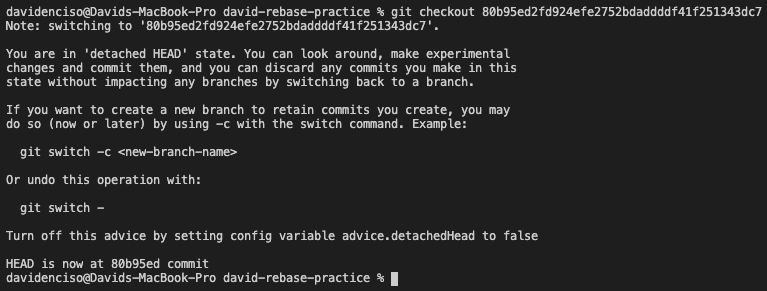 davidenciso@Davids-MacBook-Pro david-rebase-practice % git checkout 80b95ed2fd924efe2752bdaddddf41f251343dc7
Note: switching to '80b95ed2fd924efe2752bdaddddf41f251343dc7'.
You are in 'detached HEAD' state. You can look around, make experimental
changes and commit them, and you can discard any commits you make in this
state without impacting any branches by switching back to a branch.
If you want to create a new branch to retain commits you create, you may
do so (now or later) by using -c with the switch command. Example:
git switch -c <new-branch-name>
Or undo this operation with:
git switch -
Turn off this advice by setting config variable advice.detachedHead to false
HEAD is now at 80b95ed commit
davidenciso@Davids-MacBook-Pro david-rebase-practice %